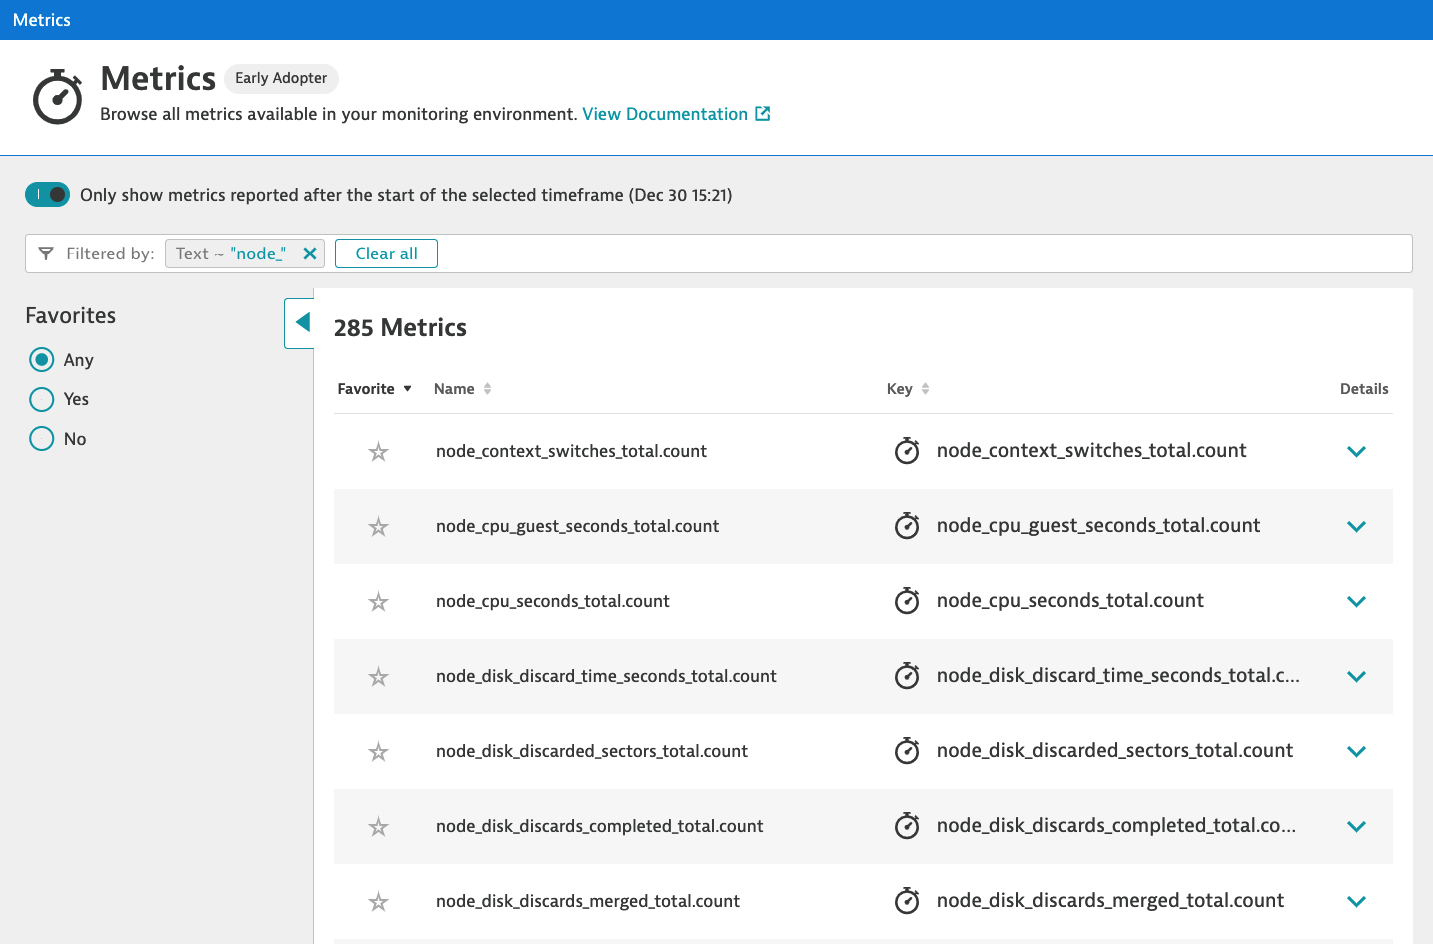 Metrics
Metrics Early Adopter
Browse all metrics available in your monitoring environment. View Documentation
Only show metrics reported after the start of the selected timeframe (Dec 30 15:21)
Filtered by: Text ~ "node_" Clear all
Favorites
Any
Yes
No
285 Metrics
Favorite Name Key Details
node_context_switches_total.count node_context_switches_total.count
node_cpu_guest_seconds_total.count node_cpu_guest_seconds_total.count
node_cpu_seconds_total.count node_cpu_seconds_total.count
node_disk_discard_time_seconds_total.count node_disk_discard_time_seconds_total.c...
node_disk_discarded_sectors_total.count node_disk_discarded_sectors_total.count
node_disk_discards_completed_total.count node_disk_discards_completed_total.co...
node_disk_discards_merged_total.count node_disk_discards_merged_total.count